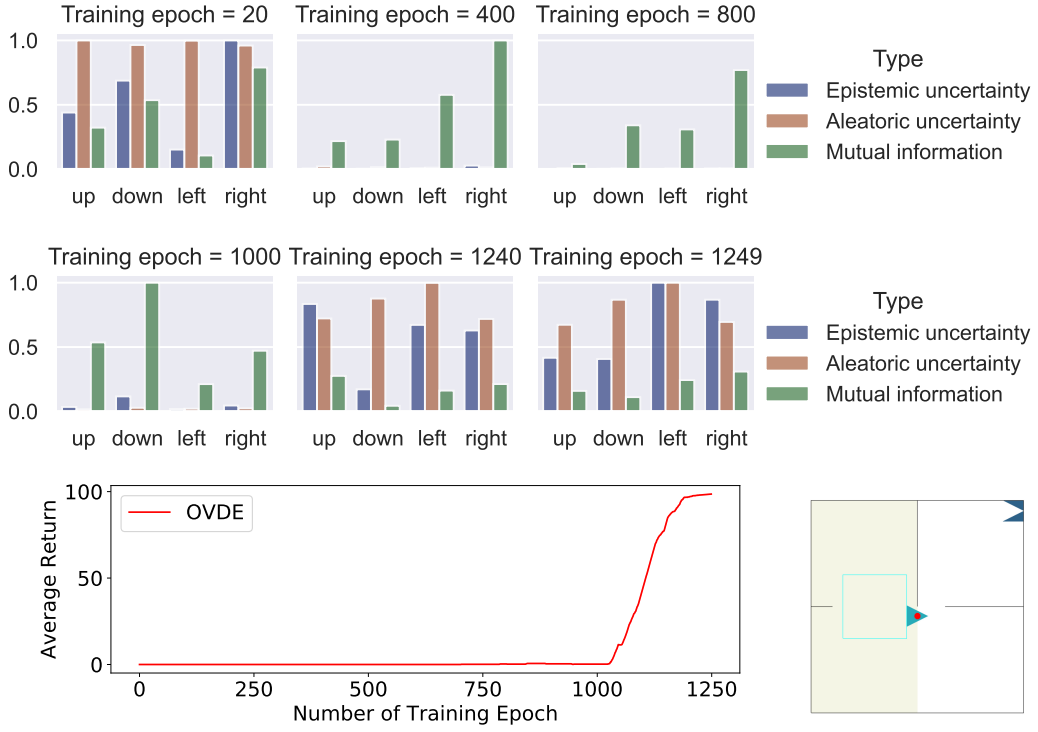 Training epoch = 20
Training epoch = 400
Training epoch = 800
1.0
0.5
0.0
up down left right
up down left right
up down left right
Type
Epistemic uncertainty
Aleatoric uncertainty
Mutual information
Training epoch = 1000
Training epoch = 1240
Training epoch = 1249
1.0
0.5
0.0
up down left right
up down left right
up down left right
Type
Epistemic uncertainty
Aleatoric uncertainty
Mutual information
Average Return
100
50
0
OVDE
0 250 500 750 1000 1250
Number of Training Epoch